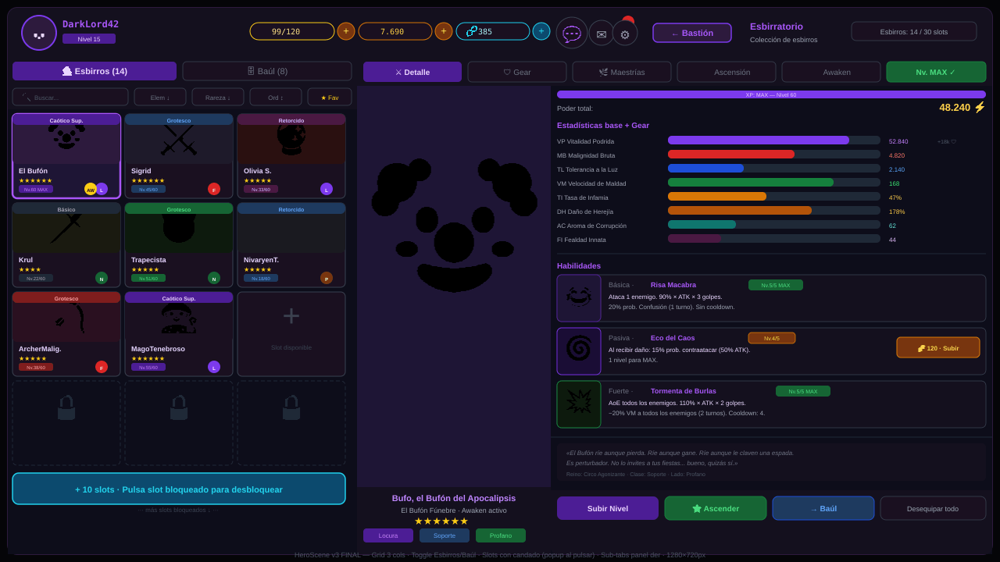 DarkLord42
Nivel 15
99/120
+
7.690
+
385
+
← Bastión
Esbirratorio
Colección de esbirros
Esbirros: 14 / 30 slots
Esbirros (14)
Baúl (8)
Detalle
Gear
Maestrías
Ascensión
Awaken
Nv. MAX ✓
Buscar...
Elem ↓
Rareza ↓
Ord ↕
★ Fav
Caótico Sup.
El Bufón
★★★★★★
Nv.60 MAX
AW
L
Grotesco
Sigrid
★★★★★★
Nv.45/60
F
Retorcido
Olivia S.
★★★★★
Nv.33/60
L
Básico
Krul
★★★★
Nv.22/60
N
Grotesco
Trapecista
★★★★★
Nv.51/60
N
Retorcido
NivaryenT.
★★★★★
Nv.18/60
P
Grotesco
ArcherMalig.
★★★★★
Nv.38/60
F
Caótico Sup.
MagoTenebroso
★★★★★★
Nv.55/60
L
+
Slot disponible
+ 10 slots · Pulsa slot bloqueado para desbloquear
— más slots bloqueados ↓ —
Bufo, el Bufón del Apocalipsis
El Bufón Fúnebre · Awaken activo
★★★★★★
Locura
Soporte
Profano
XP: MAX — Nivel 60
Poder total:
48.240 ⚡
Estadísticas base + Gear
VP Vitalidad Podrida
52.840
+18k
MB Malignidad Bruta
4.820
TL Tolerancia a la Luz
2.140
VM Velocidad de Maldad
168
TI Tasa de Infamia
47%
DH Daño de Herejía
178%
AC Aroma de Corrupción
62
FI Fealdad Innata
44
Habilidades
Básica · Risa Macabra
Nv.5/5 MAX
Ataca 1 enemigo. 90% × ATK × 3 golpes.
20% prob. Confusión (1 turno). Sin cooldown.
Pasiva · Eco del Caos
Nv.4/5
Al recibir daño: 15% prob. contraatacar (50% ATK).
1 nivel para MAX.
120 · Subir
Fuerte · Tormenta de Burlas
Nv.5/5 MAX
AoE todos los enemigos. 110% × ATK × 2 golpes.
−20% VM a todos los enemigos (2 turnos). Cooldown: 4.
«El Bufón ríe aunque pierda. Ríe aunque gane. Ríe aunque le claven una espada.
Es perturbador. No lo invites a tus fiestas... bueno, quizás sí.»
Reino: Circo Agonizante · Clase: Soporte · Lado: Profano
Subir Nivel
Ascender
→ Baúl
Desequipar todo
HeroScene v3 FINAL — Grid 3 cols · Toggle Esbirros/Baúl · Slots con candado (popup al pulsar) · Sub-tabs panel der · 1280×720px